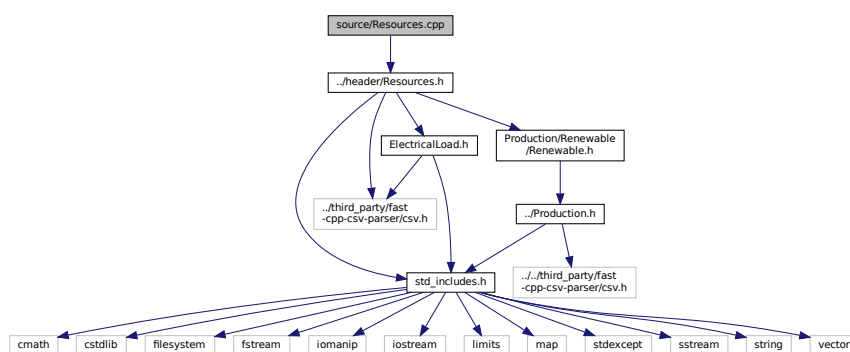 source/Resources.cpp
../header/Resources.h
ElectricalLoad.h
Production/Renewable
/Renewable.h
../third_party/fast
-cpp-csv-parser/csv.h
../Production.h
std_includes.h
../../third_party/fast
-cpp-csv-parser/csv.h
cmath
cstdlib
filesystem
fstream
iomanip
iostream
limits
map
stdexcept
sstream
string
vector